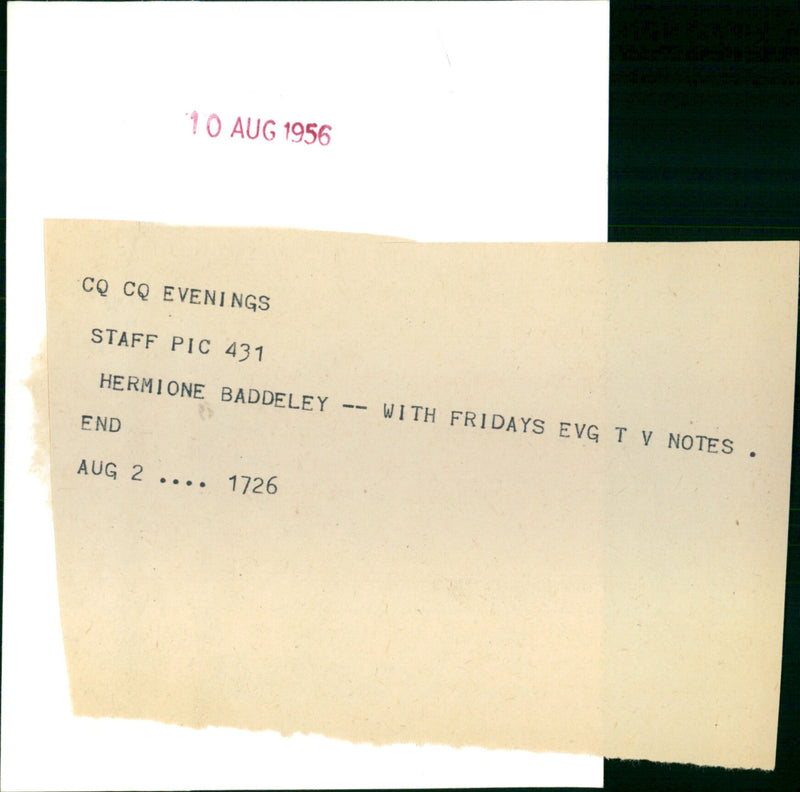 10 AUG 1956
CQ CQ EVENINGS
STAFF PIC 431
HERMIONE BADDELEY -- WITH FRIDAYS EVG T V NOTES .
END
AUG 2 .... 1726